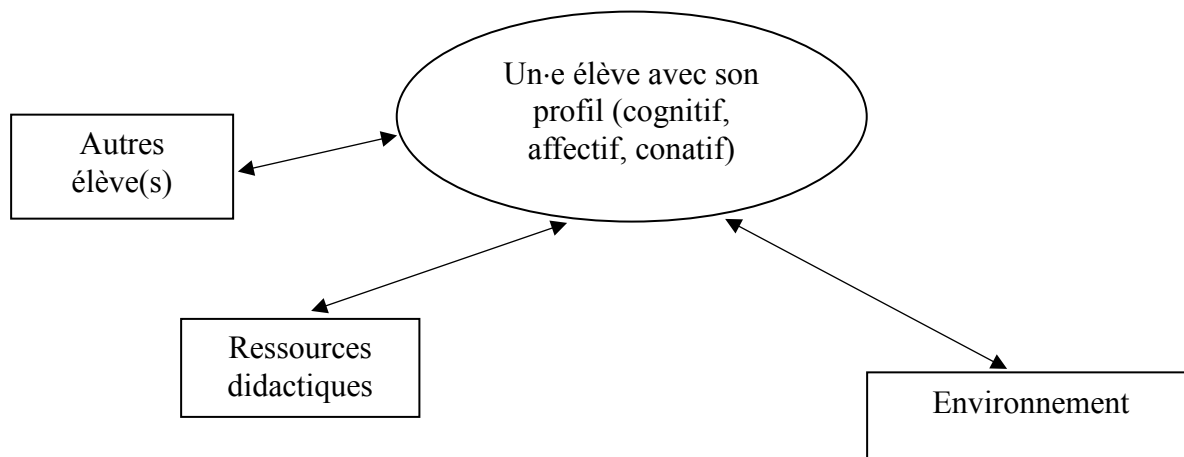 Un·e élève avec son
profil (cognitif,
affectif, conatif)
Autres
élève(s)
Ressources
didactiques
Environnement